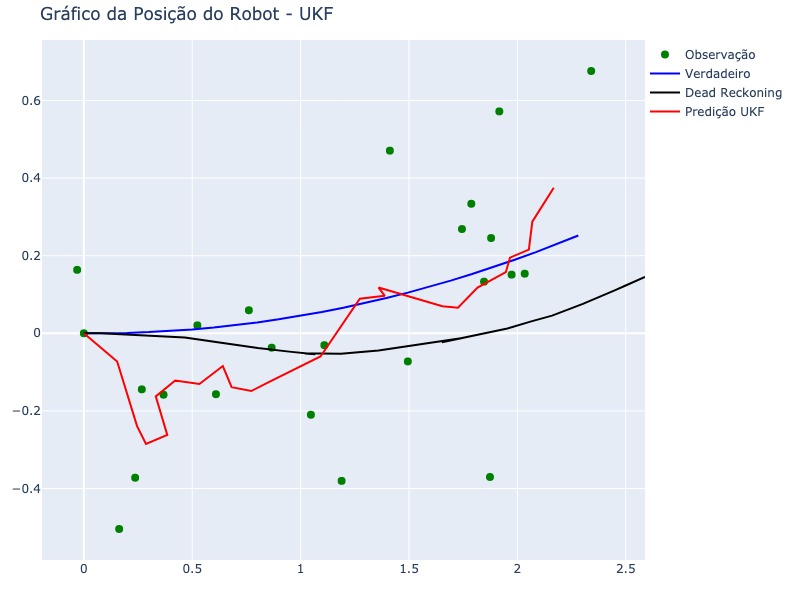 Gráfico da Posição do Robot - UKF
Observação
Verdadeiro
Dead Reckoning
Predição UKF
0.6
0.4
0.2
0
−0.2
−0.4
0 0.5 1 1.5 2 2.5